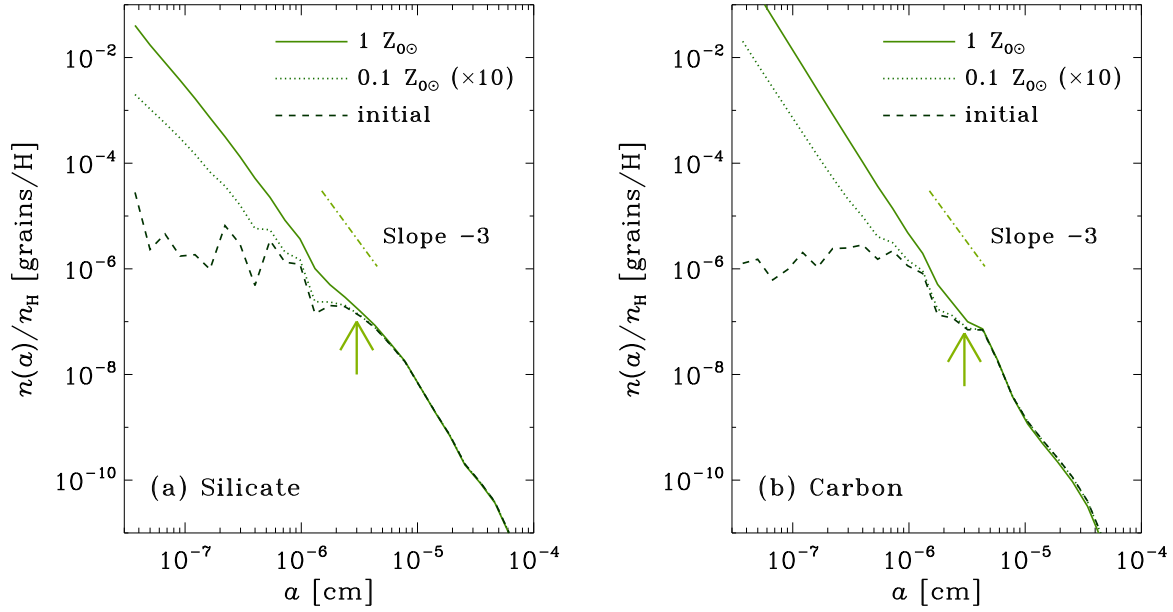 1 Z₀⊙
0.1 Z₀⊙ (×10)
initial
Slope −3
(a) Silicate
10⁻²
10⁻⁴
10⁻⁶
10⁻⁸
10⁻¹⁰
n(a)/n_H [grains/H]
10⁻⁷
10⁻⁶
10⁻⁵
10⁻⁴
a [cm]
1 Z₀⊙
0.1 Z₀⊙ (×10)
initial
Slope −3
(b) Carbon
10⁻²
10⁻⁴
10⁻⁶
10⁻⁸
10⁻¹⁰
n(a)/n_H [grains/H]
10⁻⁷
10⁻⁶
10⁻⁵
10⁻⁴
a [cm]